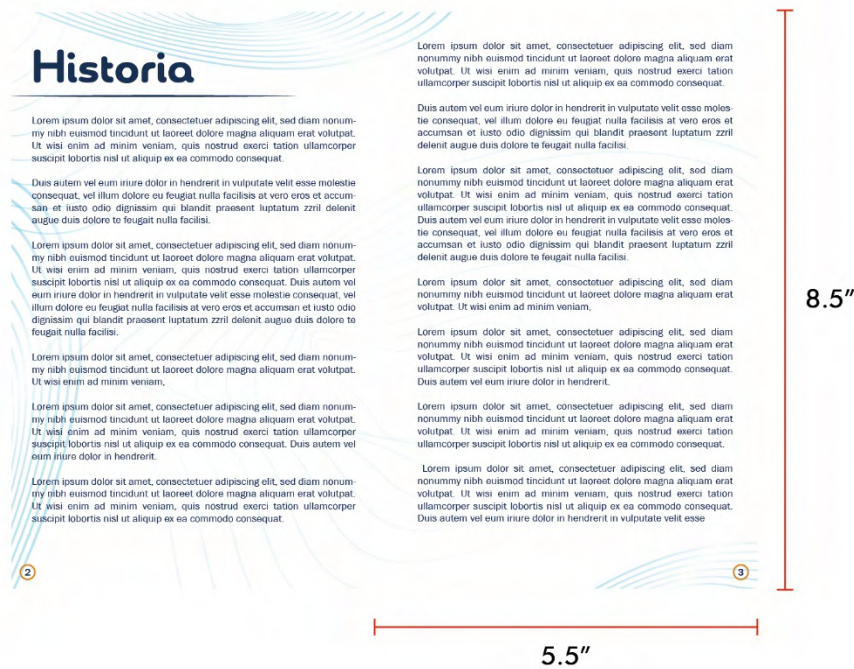 Historia
Lorem ipsum dolor sit amet, consectetuer adipiscing elit, sed diam nonum-
my nibh euismod tincidunt ut laoreet dolore magna aliquam erat volutpat.
Ut wisi enim ad minim veniam, quis nostrud exerci tation ullamcorper
suscipit lobortis nisl ut aliquip ex ea commodo consequat.
Duis autem vel eum iriure dolor in hendrerit in vulputate velit esse molestie
consequat, vel illum dolore eu feugiat nulla facilisis at vero eros et accum-
san et iusto odio dignissim qui blandit praesent luptatum zzril delenit
augue duis dolore te feugait nulla facilisi.
Lorem ipsum dolor sit amet, consectetuer adipiscing elit, sed diam nonum-
my nibh euismod tincidunt ut laoreet dolore magna aliquam erat volutpat.
Ut wisi enim ad minim veniam, quis nostrud exerci tation ullamcorper
suscipit lobortis nisl ut aliquip ex ea commodo consequat. Duis autem vel
eum iriure dolor in hendrerit in vulputate velit esse molestie consequat, vel
illum dolore eu feugiat nulla facilisis at vero eros et accumsan et iusto odio
dignissim qui blandit praesent luptatum zzril delenit augue duis dolore te
feugait nulla facilisi.
Lorem ipsum dolor sit amet, consectetuer adipiscing elit, sed diam nonum-
my nibh euismod tincidunt ut laoreet dolore magna aliquam erat volutpat.
Ut wisi enim ad minim veniam,
Lorem ipsum dolor sit amet, consectetuer adipiscing elit, sed diam nonum-
my nibh euismod tincidunt ut laoreet dolore magna aliquam erat volutpat.
Ut wisi enim ad minim veniam, quis nostrud exerci tation ullamcorper
suscipit lobortis nisl ut aliquip ex ea commodo consequat. Duis autem vel
eum iriure dolor in hendrerit.
Lorem ipsum dolor sit amet, consectetuer adipiscing elit, sed diam nonum-
my nibh euismod tincidunt ut laoreet dolore magna aliquam erat volutpat.
Ut wisi enim ad minim veniam, quis nostrud exerci tation ullamcorper
suscipit lobortis nisl ut aliquip ex ea commodo consequat.
2
Lorem ipsum dolor sit amet, consectetuer adipiscing elit, sed diam
nonummy nibh euismod tincidunt ut laoreet dolore magna aliquam erat
volutpat. Ut wisi enim ad minim veniam, quis nostrud exerci tation
ullamcorper suscipit lobortis nisl ut aliquip ex ea commodo consequat.
Duis autem vel eum iriure dolor in hendrerit in vulputate velit esse moles-
tie consequat, vel illum dolore eu feugiat nulla facilisis at vero eros et
accumsan et iusto odio dignissim qui blandit praesent luptatum zzril
delenit augue duis dolore te feugait nulla facilisi.
Lorem ipsum dolor sit amet, consectetuer adipiscing elit, sed diam
nonummy nibh euismod tincidunt ut laoreet dolore magna aliquam erat
volutpat. Ut wisi enim ad minim veniam, quis nostrud exerci tation
ullamcorper suscipit lobortis nisl ut aliquip ex ea commodo consequat.
Duis autem vel eum iriure dolor in hendrerit in vulputate velit esse moles-
tie consequat, vel illum dolore eu feugiat nulla facilisis at vero eros et
accumsan et iusto odio dignissim qui blandit praesent luptatum zzril
delenit augue duis dolore te feugait nulla facilisi.
Lorem ipsum dolor sit amet, consectetuer adipiscing elit, sed diam
nonummy nibh euismod tincidunt ut laoreet dolore magna aliquam erat
volutpat. Ut wisi enim ad minim veniam,
Lorem ipsum dolor sit amet, consectetuer adipiscing elit, sed diam
nonummy nibh euismod tincidunt ut laoreet dolore magna aliquam erat
volutpat. Ut wisi enim ad minim veniam, quis nostrud exerci tation
ullamcorper suscipit lobortis nisl ut aliquip ex ea commodo consequat.
Duis autem vel eum iriure dolor in hendrerit.
Lorem ipsum dolor sit amet, consectetuer adipiscing elit, sed diam
nonummy nibh euismod tincidunt ut laoreet dolore magna aliquam erat
volutpat. Ut wisi enim ad minim veniam, quis nostrud exerci tation
ullamcorper suscipit lobortis nisl ut aliquip ex ea commodo consequat.
Lorem ipsum dolor sit amet, consectetuer adipiscing elit, sed diam
nonummy nibh euismod tincidunt ut laoreet dolore magna aliquam erat
volutpat. Ut wisi enim ad minim veniam, quis nostrud exerci tation
ullamcorper suscipit lobortis nisl ut aliquip ex ea commodo consequat.
Duis autem vel eum iriure dolor in hendrerit in vulputate velit esse
3
8.5"
5.5"